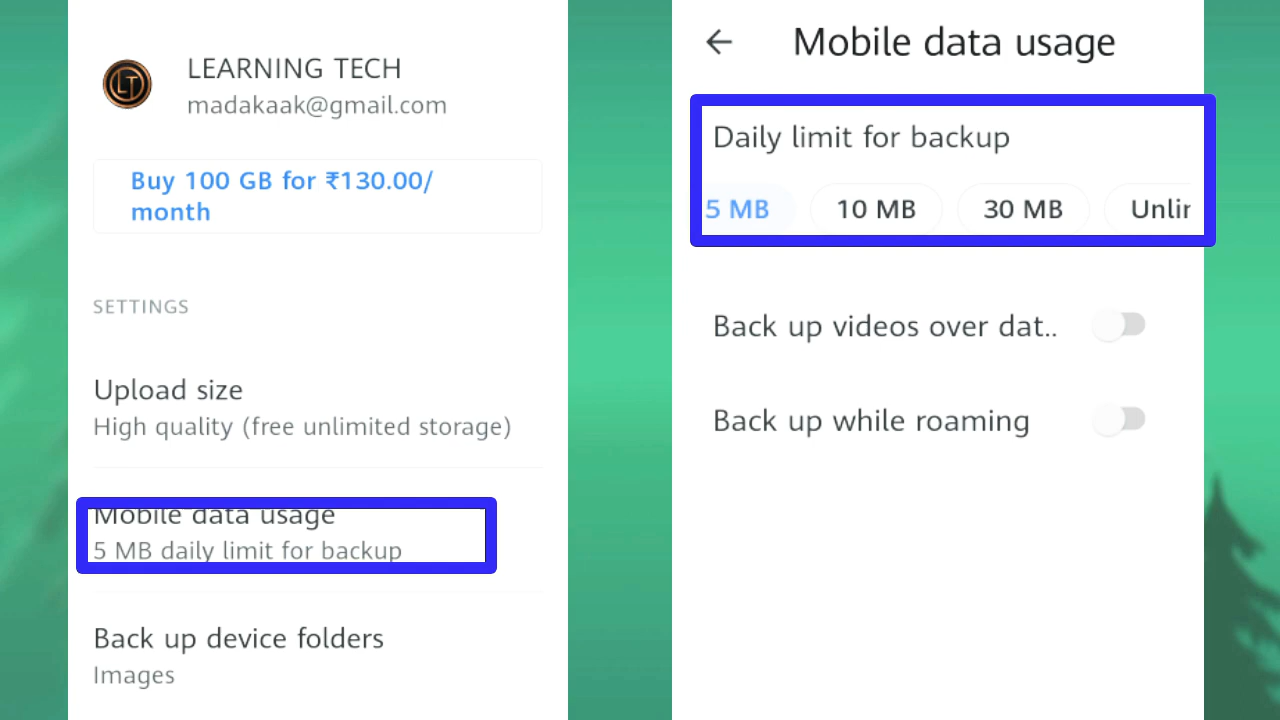 LT
LEARNING TECH
madakaak@gmail.com
Buy 100 GB for ₹130.00/
month
SETTINGS
Upload size
High quality (free unlimited storage)
Mobile data usage
5 MB daily limit for backup
Back up device folders
Images
Mobile data usage
Daily limit for backup
5 MB 10 MB 30 MB Unlir
Back up videos over dat..
Back up while roaming